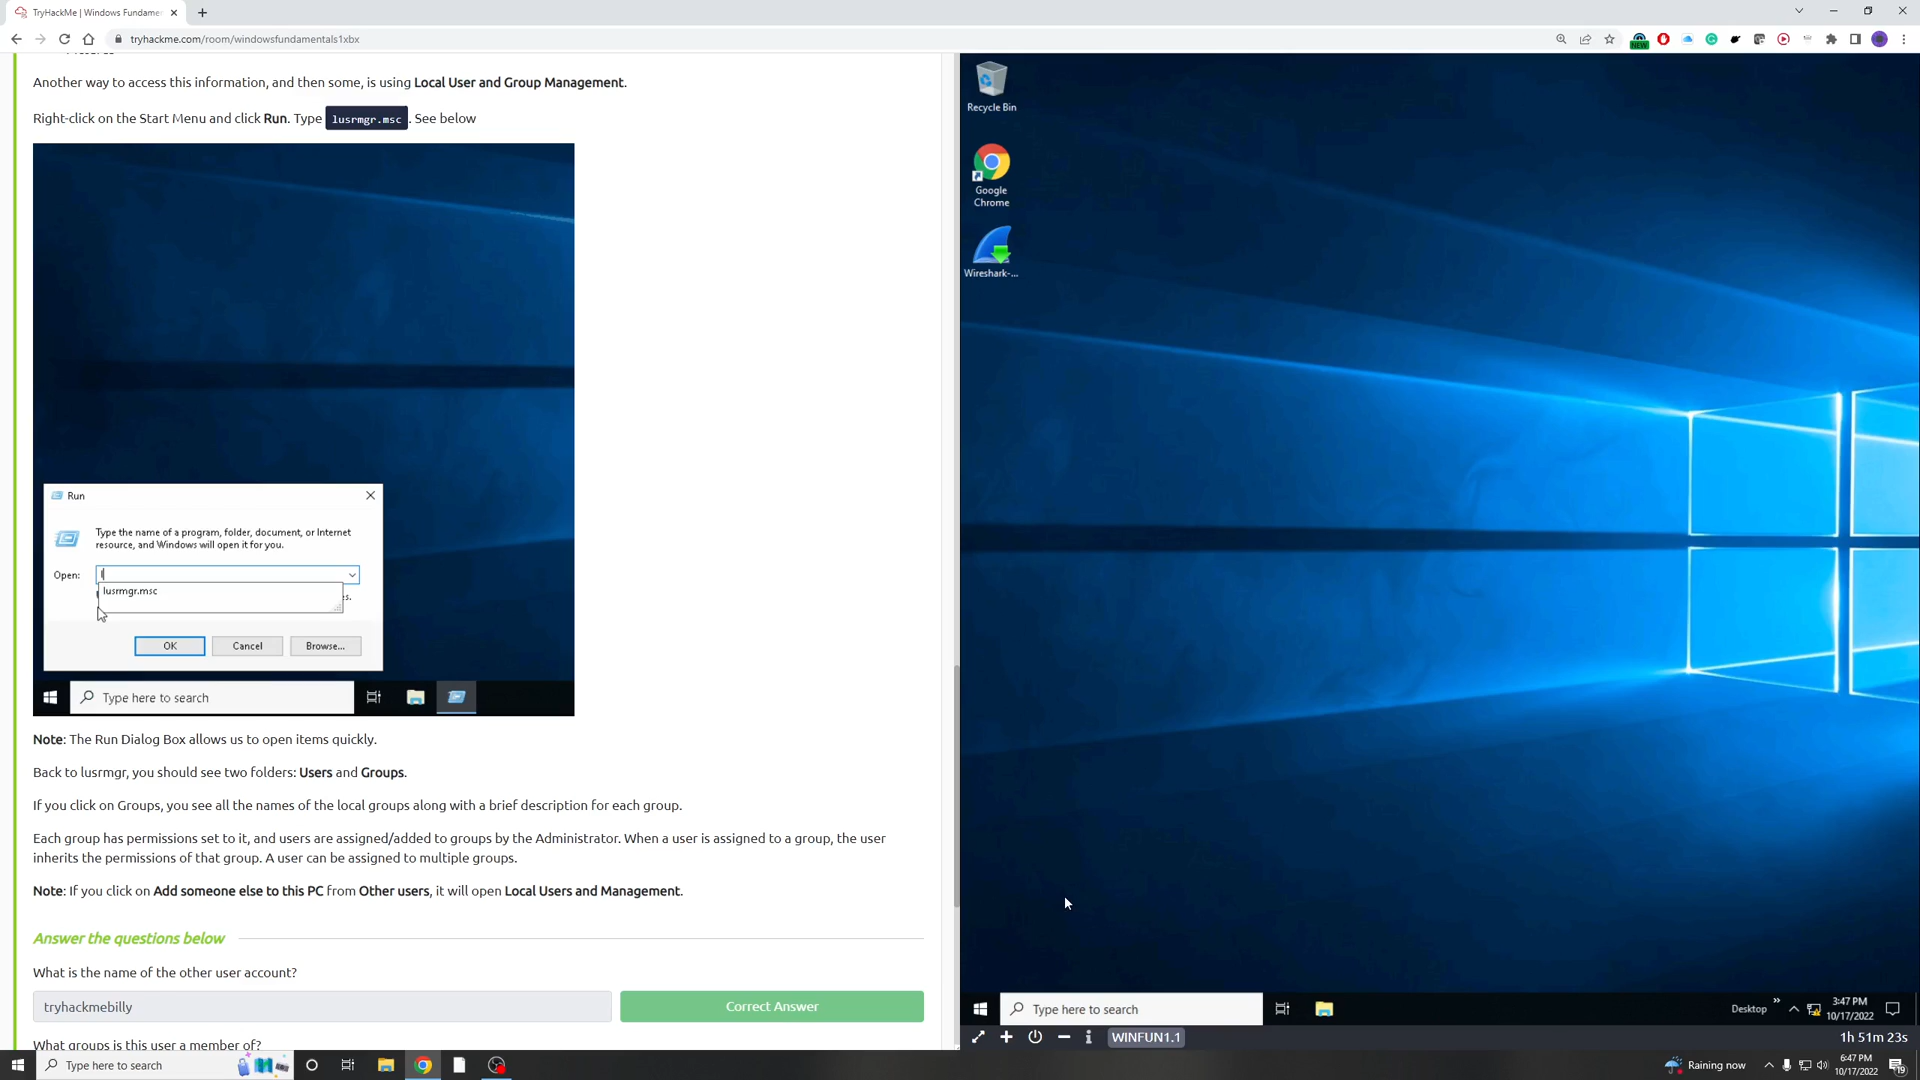 TryHackMe | Windows Fundame
tryhackme.com/room/windowsfundamentals1xbx
NEW
Another way to access this information, and then some, is using Local User and Group Management.
Right-click on the Start Menu and click Run. Type lusrmgr.msc. See below
Run
Type the name of a program, folder, document, or Internet
resource, and Windows will open it for you.
Open:
l
lusrmgr.msc
OK
Cancel
Browse...
Type here to search
Note: The Run Dialog Box allows us to open items quickly.
Back to lusrmgr, you should see two folders: Users and Groups.
If you click on Groups, you see all the names of the local groups along with a brief description for each group.
Each group has permissions set to it, and users are assigned/added to groups by the Administrator. When a user is assigned to a group, the user
inherits the permissions of that group. A user can be assigned to multiple groups.
Note: If you click on Add someone else to this PC from Other users, it will open Local Users and Management.
Answer the questions below
What is the name of the other user account?
tryhackmebilly
Correct Answer
What groups is this user a member of?
Recycle Bin
Google
Chrome
Wireshark-...
Type here to search
Desktop
3:47 PM
10/17/2022
WINFUN1.1
1h 51m 23s
Type here to search
Raining now
6:47 PM
10/17/2022
19